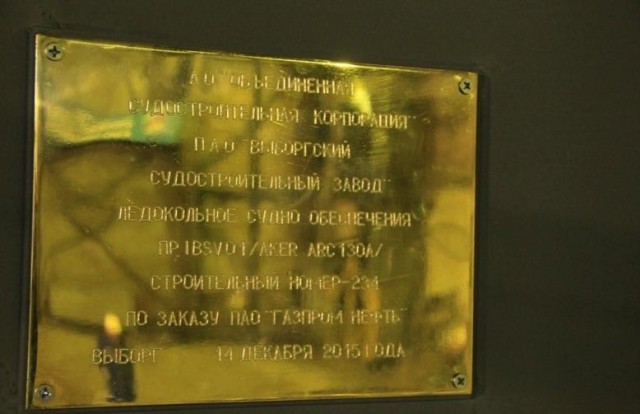 АО "ОБЪЕДИНЕННАЯ
СУДОСТРОИТЕЛЬНАЯ КОРПОРАЦИЯ"
ПАО "ВЫБОРГСКИЙ
СУДОСТРОИТЕЛЬНЫЙ ЗАВОД"
ЛЕДОКОЛЬНОЕ СУДНО ОБЕСПЕЧЕНИЯ
ПР.IBSV01/AKER ARC130A/
СТРОИТЕЛЬНЫЙ НОМЕР-234
ПО ЗАКАЗУ ПАО "ГАЗПРОМ НЕФТЬ"
ВЫБОРГ 14 ДЕКАБРЯ 2015 ГОДА